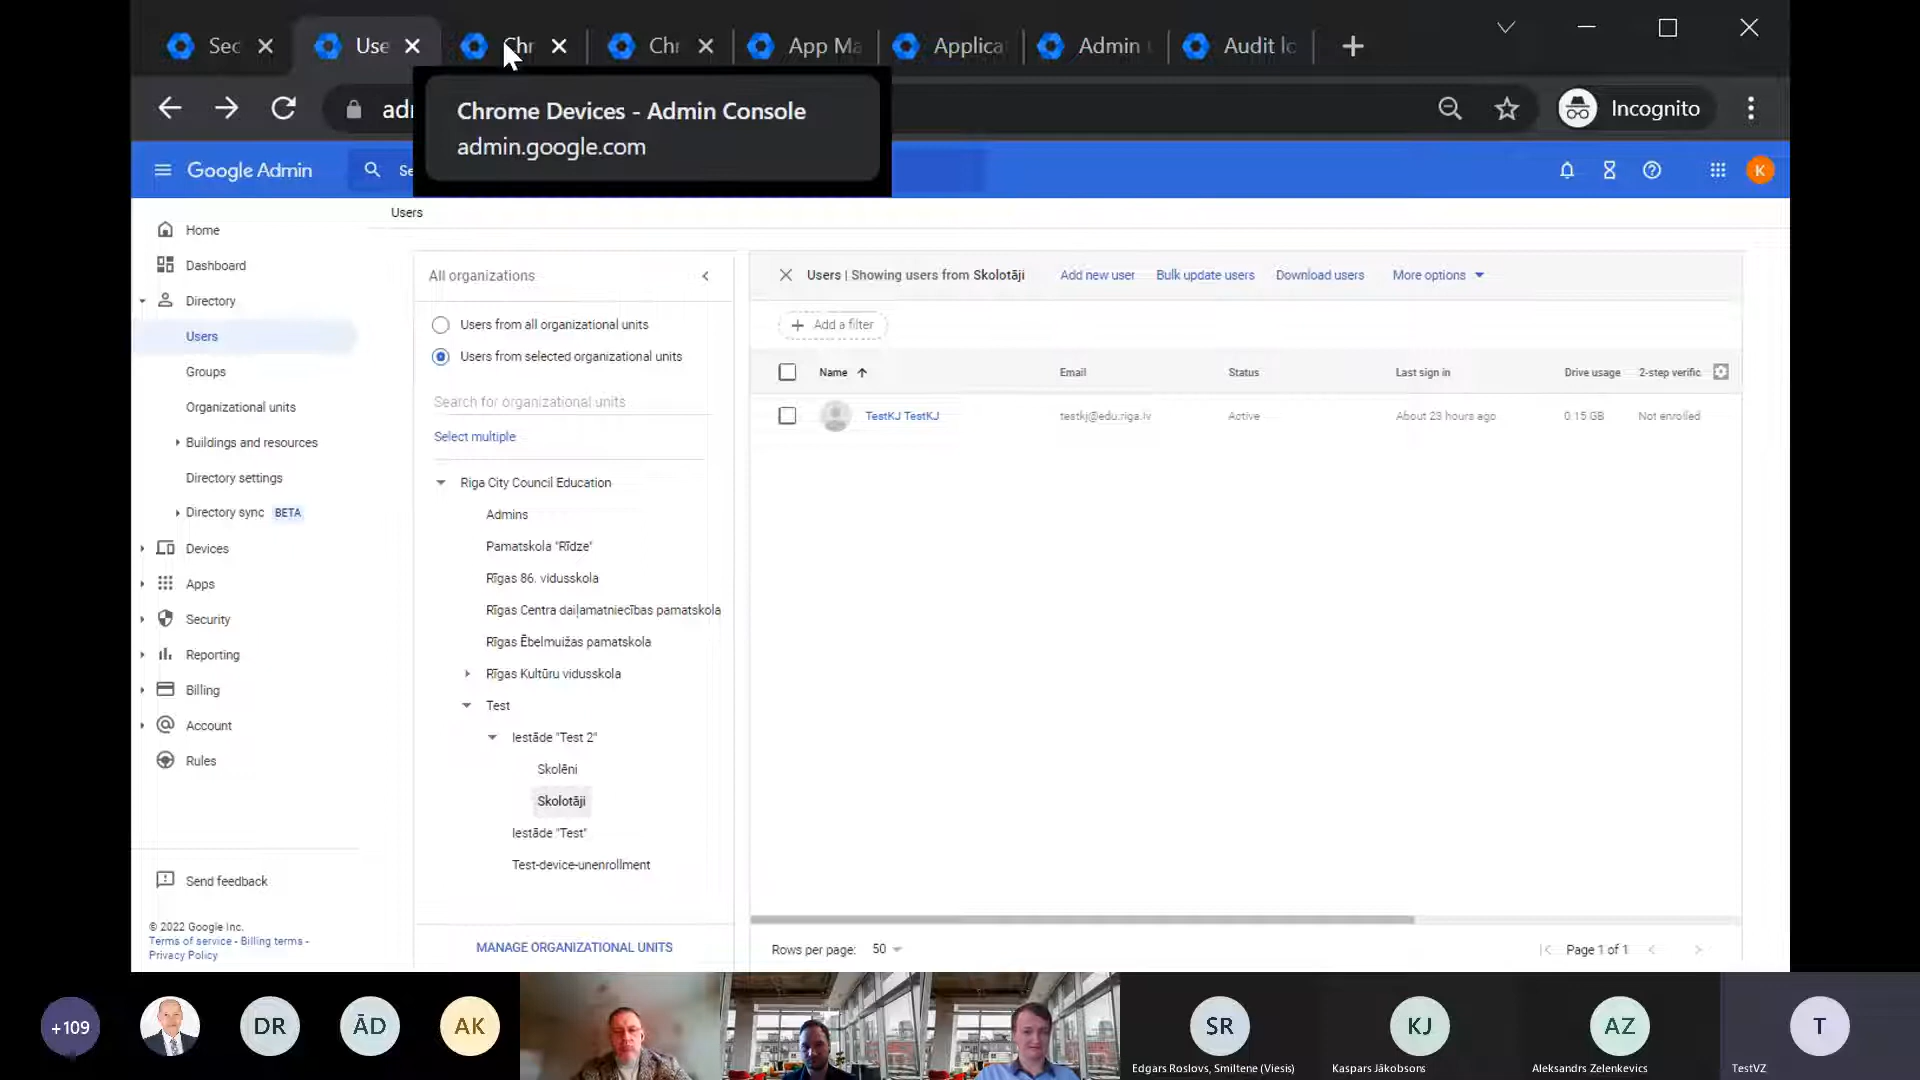 Sec
Use
Chr
Chr
App Ma
Applica
Admin
Audit lo
adr
Incognito
Chrome Devices - Admin Console
admin.google.com
Google Admin
Se
K
Users
Home
Dashboard
Directory
Users
Groups
Organizational units
Buildings and resources
Directory settings
Directory sync BETA
Devices
Apps
Security
Reporting
Billing
Account
Rules
Send feedback
© 2022 Google Inc.
Terms of service - Billing terms -
Privacy Policy
All organizations
Users from all organizational units
Users from selected organizational units
Search for organizational units
Select multiple
Riga City Council Education
Admins
Pamatskola "Rīdze"
Rīgas 86. vidusskola
Rīgas Centra daiļamatniecības pamatskola
Rīgas Ēbelmuižas pamatskola
Rīgas Kultūru vidusskola
Test
Iestāde "Test 2"
Skolēni
Skolotāji
Iestāde "Test"
Test-device-unenrollment
MANAGE ORGANIZATIONAL UNITS
Users | Showing users from Skolotāji
Add new user
Bulk update users
Download users
More options
Add a filter
Name
Email
Status
Last sign in
Drive usage
2-step verific
TestKJ TestKJ
testkj@edu.riga.lv
Active
About 23 hours ago
0.15 GB
Not enrolled
Rows per page: 50
Page 1 of 1
+109
DR
ĀD
AK
SR
Edgars Roslovs, Smiltene (Viesis)
KJ
Kaspars Jākobsons
AZ
Aleksandrs Zelenkevics
T
TestVZ